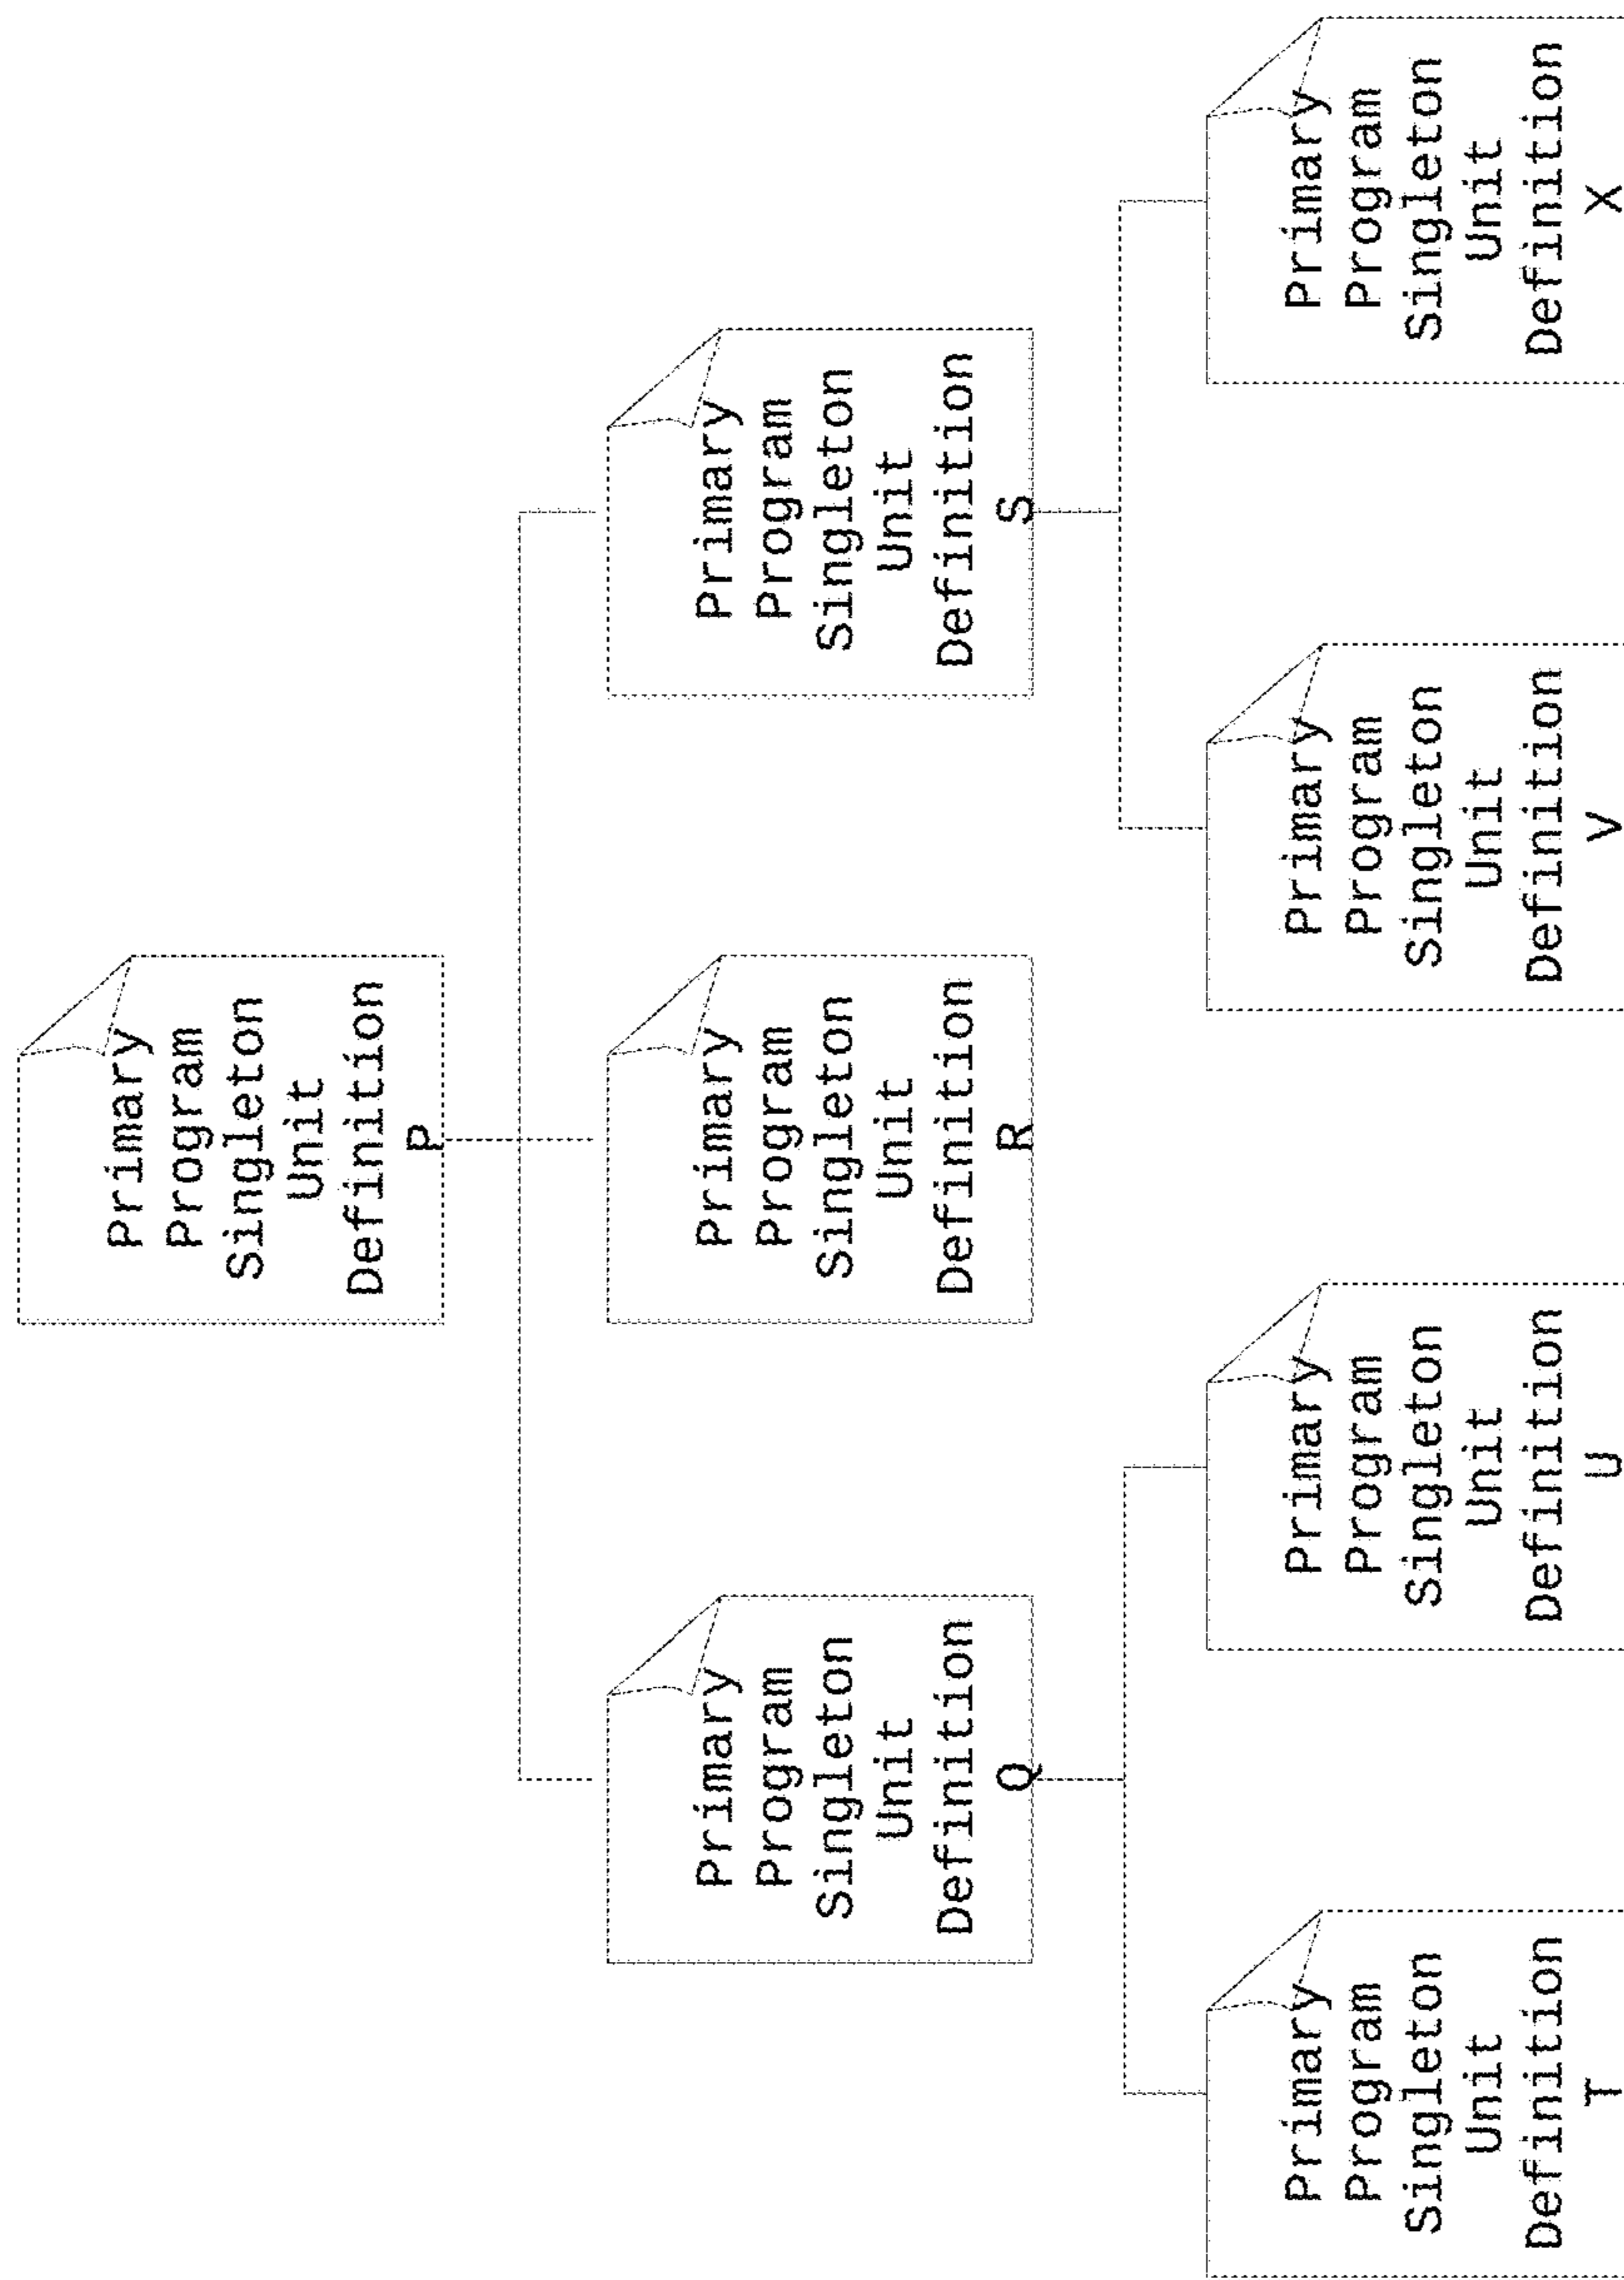 Primary
Program
Singleton
Unit
Definition
P
Primary
Program
Singleton
Unit
Definition
Q
Primary
Program
Singleton
Unit
Definition
R
Primary
Program
Singleton
Unit
Definition
S
Primary
Program
Singleton
Unit
Definition
T
Primary
Program
Singleton
Unit
Definition
U
Primary
Program
Singleton
Unit
Definition
V
Primary
Program
Singleton
Unit
Definition
X